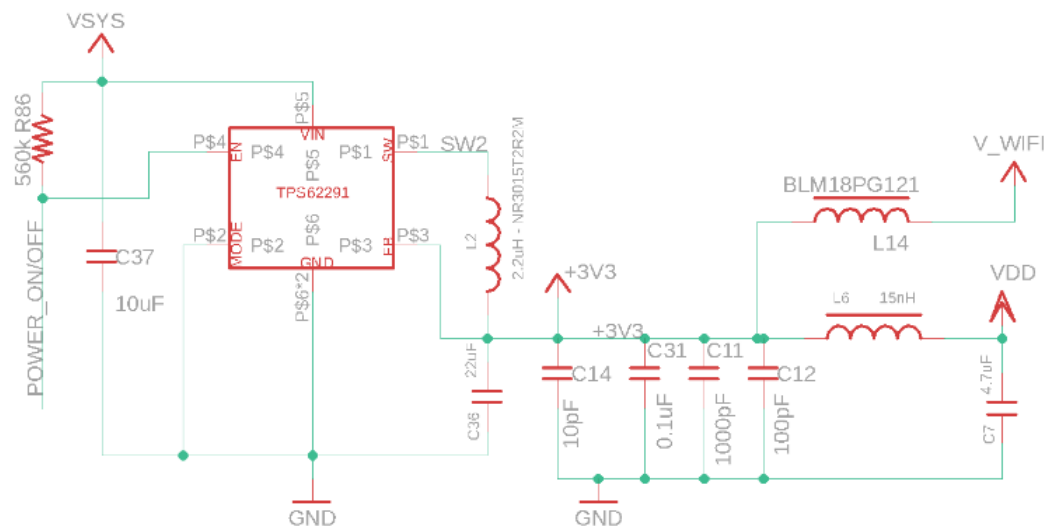 VSYS
560k R86
POWER_ON/OFF
C37
10uF
P$4
EN
P$4
P$2
MODE
P$2
P$5
VIN
P$5
TPS62291
P$6
GND
P$6*2
P$1
SW
P$1
P$3
FB
P$3
SW2
L2
2.2uH - NR3015T2R2M
22uF
C36
GND
+3V3
+3V3
C14
10pF
C31
0.1uF
C11
1000pF
C12
100pF
GND
BLM18PG121
L14
V_WIFI
L6
15nH
VDD
4.7uF
C7